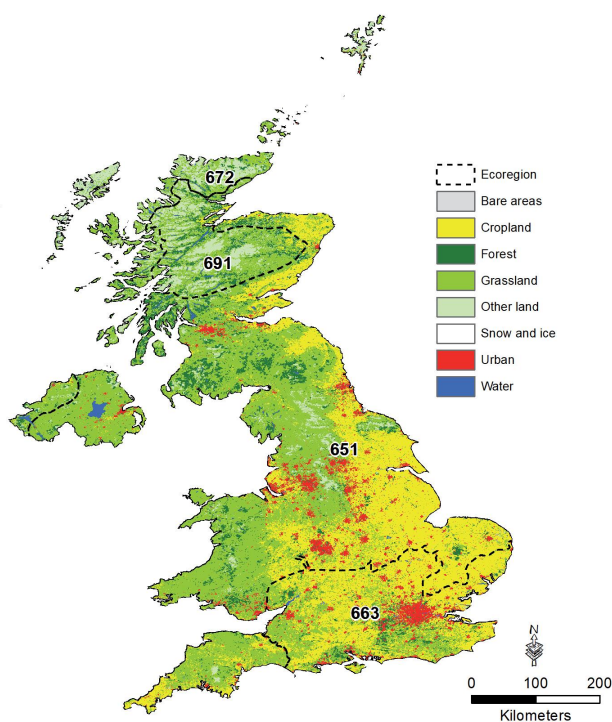 672
691
651
663
Ecoregion
Bare areas
Cropland
Forest
Grassland
Other land
Snow and ice
Urban
Water
N
0 100 200
Kilometers